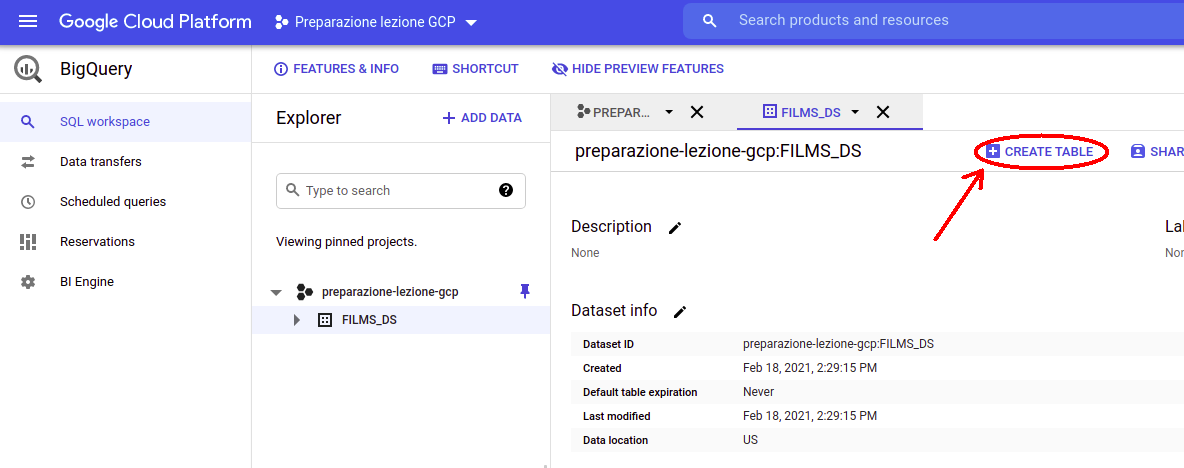 Google Cloud Platform
Preparazione lezione GCP
Search products and resources
BigQuery
FEATURES & INFO
SHORTCUT
HIDE PREVIEW FEATURES
SQL workspace
Data transfers
Scheduled queries
Reservations
BI Engine
Explorer
ADD DATA
Type to search
Viewing pinned projects.
preparazione-lezione-gcp
FILMS_DS
PREPAR...
FILMS_DS
preparazione-lezione-gcp:FILMS_DS
CREATE TABLE
SHAR
Description
None
Lal
Nor
Dataset info
Dataset ID preparazione-lezione-gcp:FILMS_DS
Created Feb 18, 2021, 2:29:15 PM
Default table expiration Never
Last modified Feb 18, 2021, 2:29:15 PM
Data location US